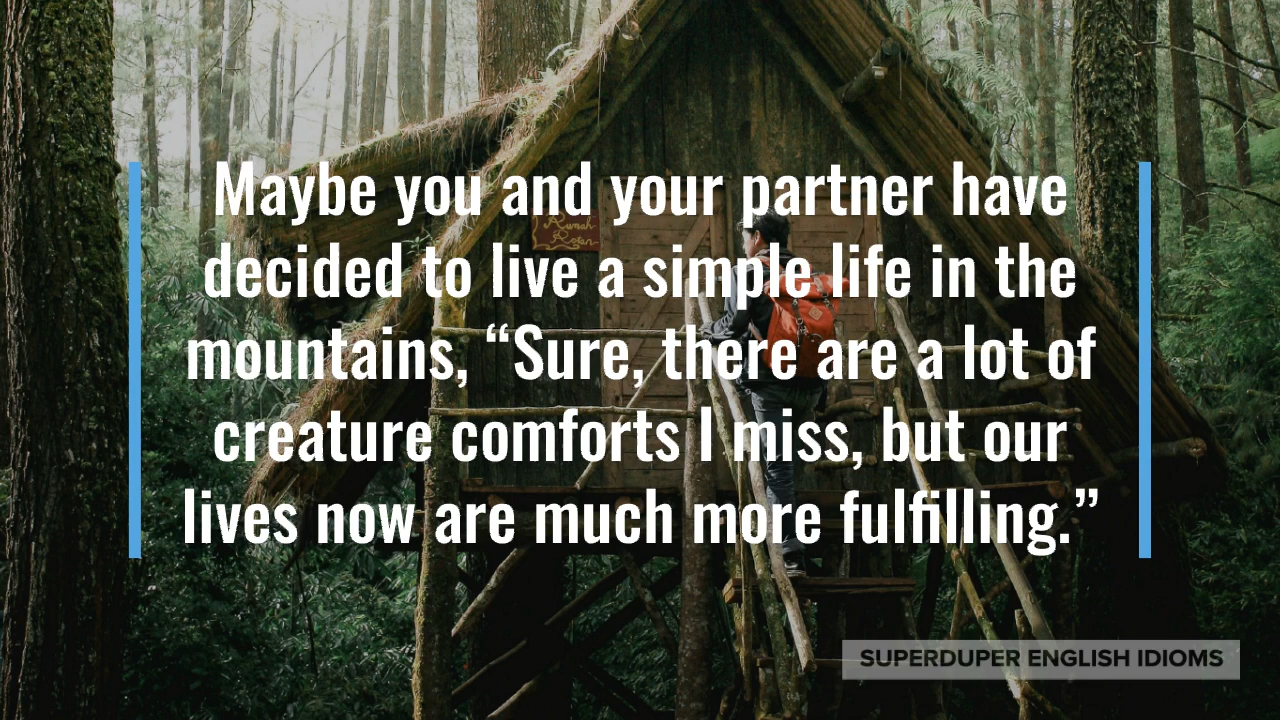 Maybe you and your partner have
decided to live a simple life in the
mountains, “Sure, there are a lot of
creature comforts I miss, but our
lives now are much more fulfilling.”
Rumah
SUPERDUPER ENGLISH IDIOMS